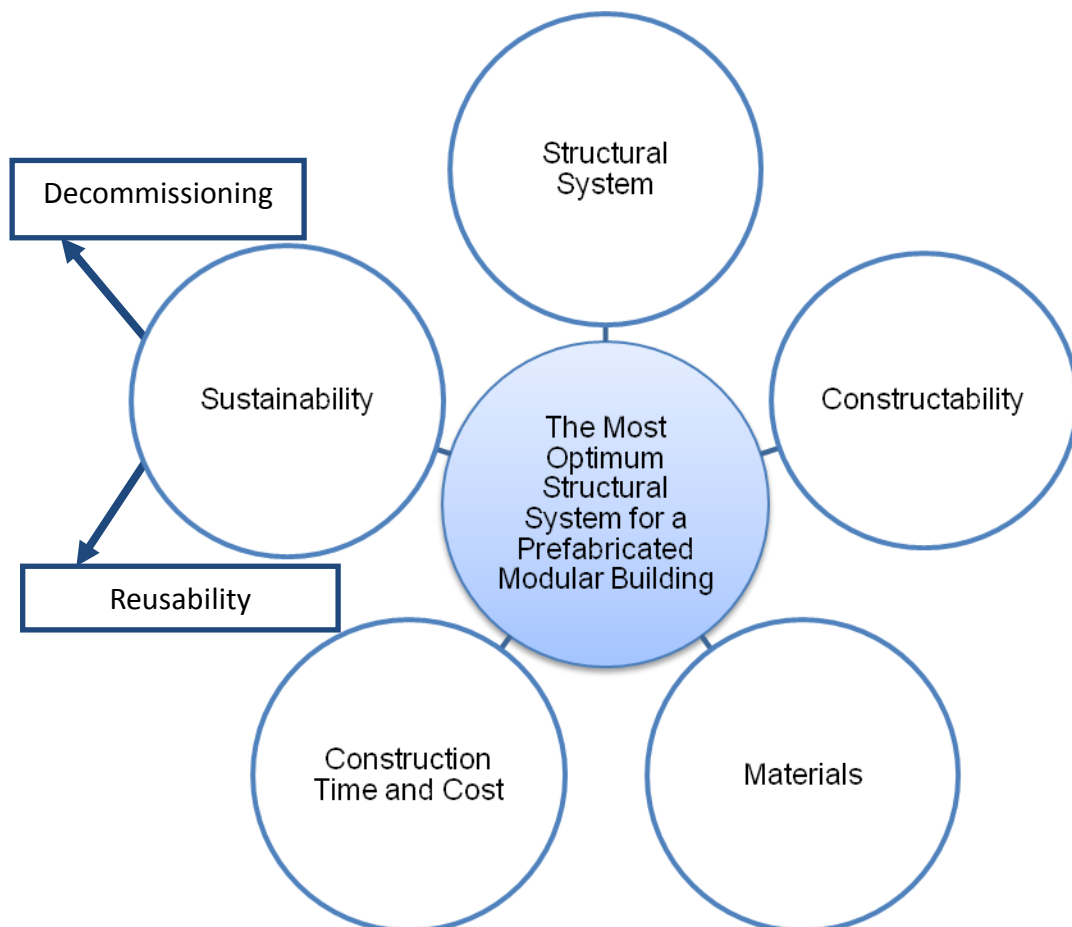 Structural
System
Decommissioning
Sustainability
Constructability
The Most
Optimum
Structural
System for a
Prefabricated
Modular Building
Reusability
Construction
Time and Cost
Materials